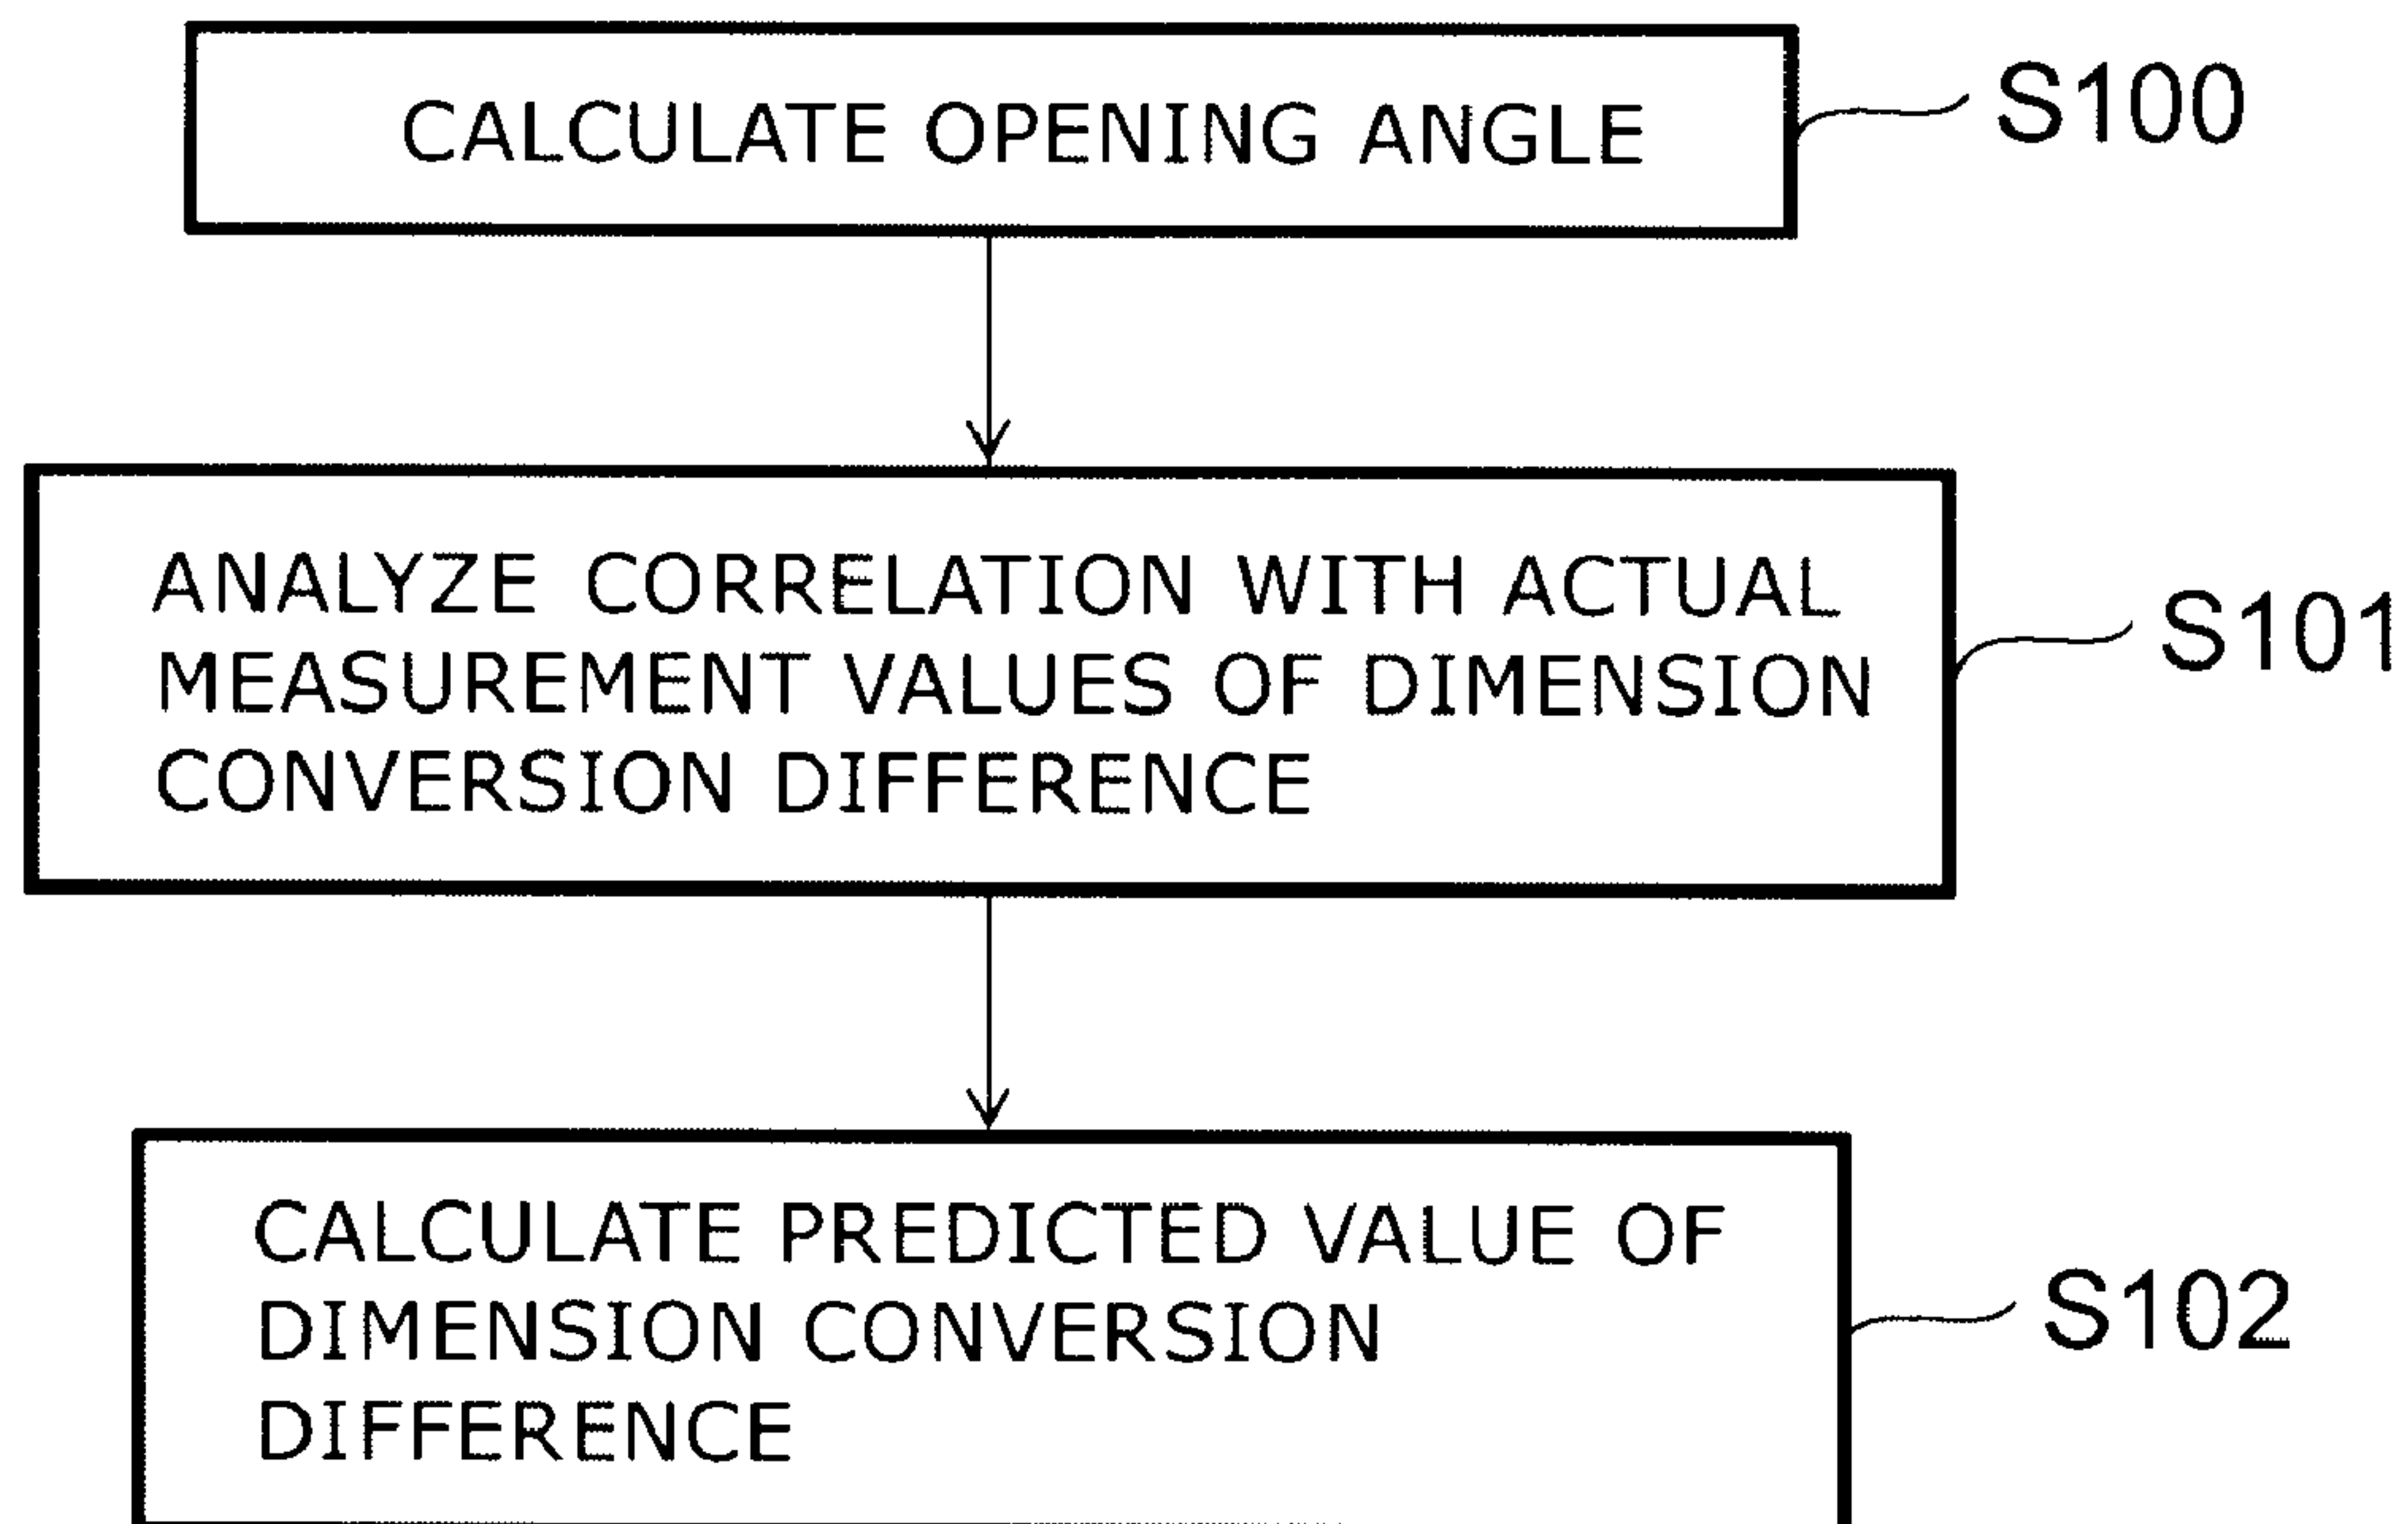 CALCULATE OPENING ANGLE
S100
ANALYZE CORRELATION WITH ACTUAL
MEASUREMENT VALUES OF DIMENSION
CONVERSION DIFFERENCE
S101
CALCULATE PREDICTED VALUE OF
DIMENSION CONVERSION
DIFFERENCE
S102